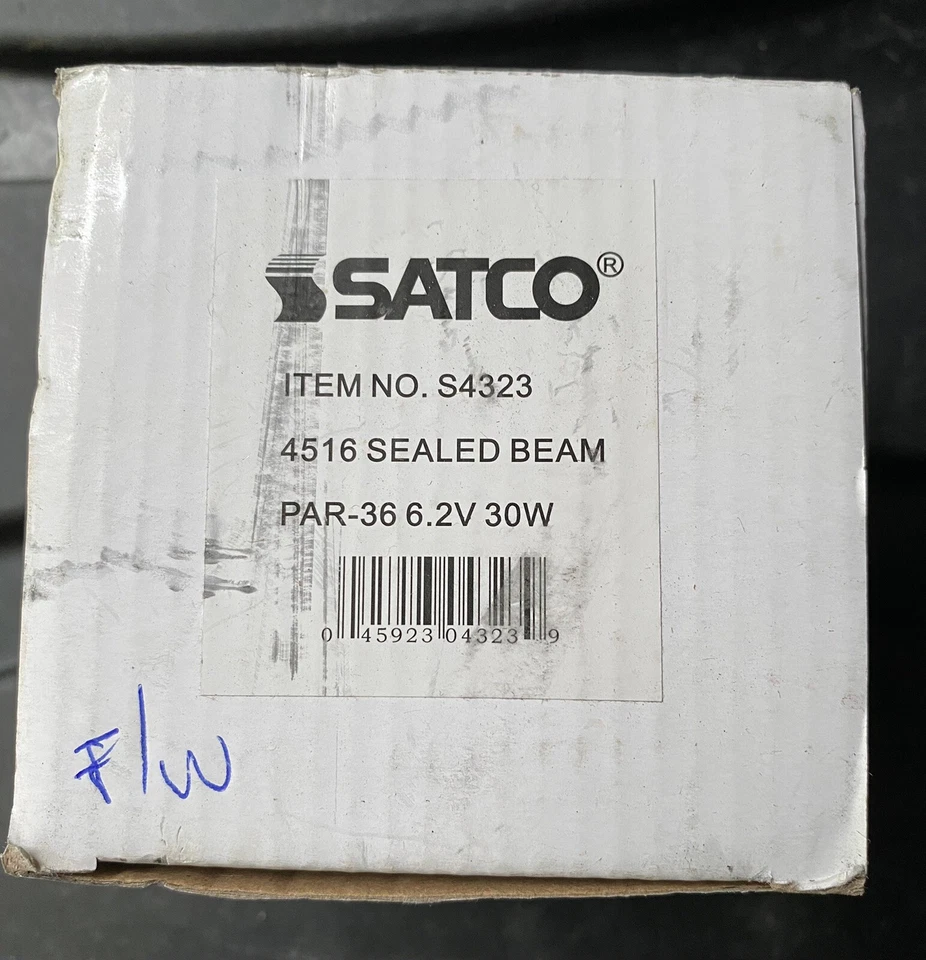 SATCO®
ITEM NO. S4323
4516 SEALED BEAM
PAR-36 6.2V 30W
0 45923 04323 9
F/W